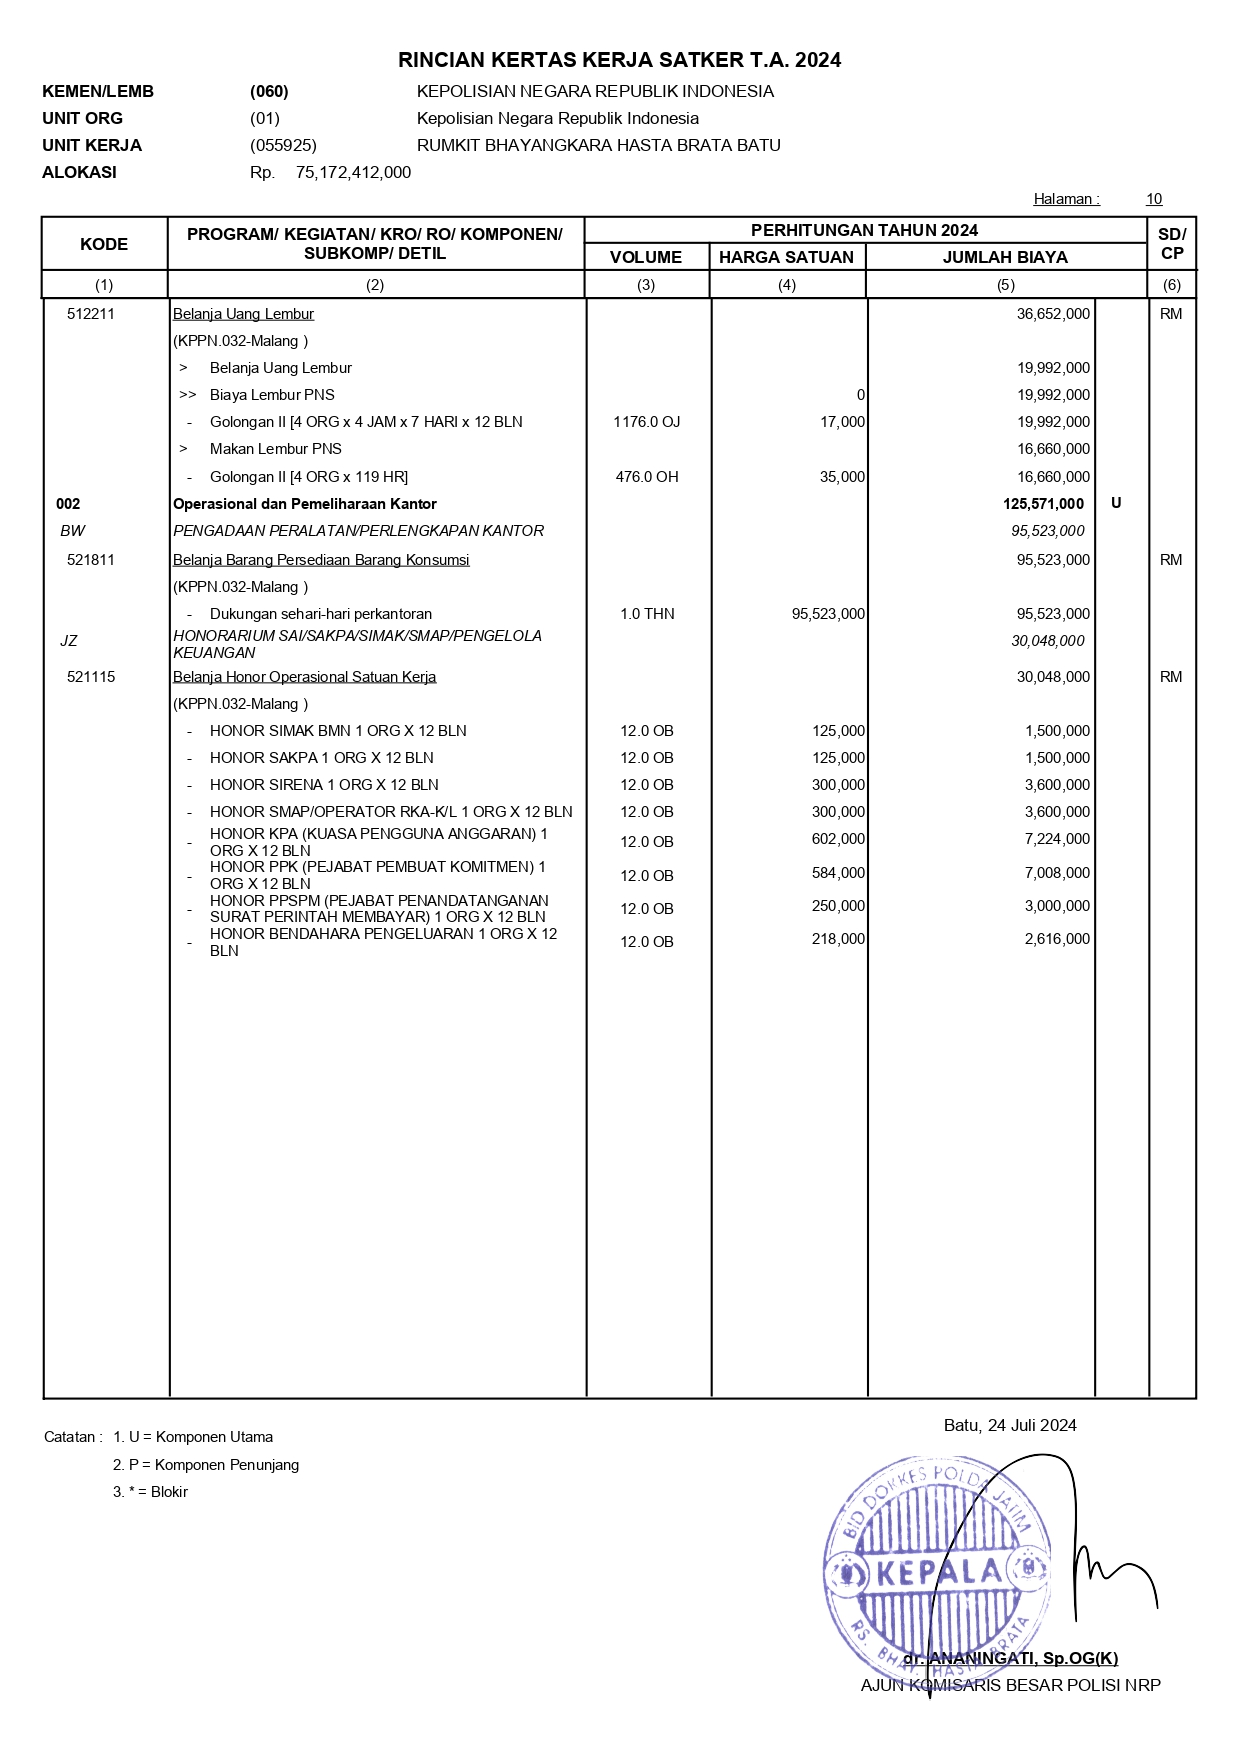 RINCIAN KERTAS KERJA SATKER T.A. 2024
KEMEN/LEMB (060) KEPOLISIAN NEGARA REPUBLIK INDONESIA
UNIT ORG (01) Kepolisian Negara Republik Indonesia
UNIT KERJA (055925) RUMKIT BHAYANGKARA HASTA BRATA BATU
ALOKASI Rp. 75,172,412,000
Halaman : 10
KODE PROGRAM/ KEGIATAN/ KRO/ RO/ KOMPONEN/ SUBKOMP/ DETIL PERHITUNGAN TAHUN 2024 SD/ CP
VOLUME HARGA SATUAN JUMLAH BIAYA
(1) (2) (3) (4) (5) (6)
512211 Belanja Uang Lembur 36,652,000 RM
(KPPN.032-Malang )
> Belanja Uang Lembur 19,992,000
>> Biaya Lembur PNS 0 19,992,000
- Golongan II [4 ORG x 4 JAM x 7 HARI x 12 BLN 1176.0 OJ 17,000 19,992,000
> Makan Lembur PNS 16,660,000
- Golongan II [4 ORG x 119 HR] 476.0 OH 35,000 16,660,000
002 Operasional dan Pemeliharaan Kantor 125,571,000 U
BW PENGADAAN PERALATAN/PERLENGKAPAN KANTOR 95,523,000
521811 Belanja Barang Persediaan Barang Konsumsi 95,523,000 RM
(KPPN.032-Malang )
- Dukungan sehari-hari perkantoran 1.0 THN 95,523,000 95,523,000
JZ HONORARIUM SAI/SAKPA/SIMAK/SMAP/PENGELOLA
KEUANGAN 30,048,000
521115 Belanja Honor Operasional Satuan Kerja 30,048,000 RM
(KPPN.032-Malang )
- HONOR SIMAK BMN 1 ORG X 12 BLN 12.0 OB 125,000 1,500,000
- HONOR SAKPA 1 ORG X 12 BLN 12.0 OB 125,000 1,500,000
- HONOR SIRENA 1 ORG X 12 BLN 12.0 OB 300,000 3,600,000
- HONOR SMAP/OPERATOR RKA-K/L 1 ORG X 12 BLN 12.0 OB 300,000 3,600,000
- HONOR KPA (KUASA PENGGUNA ANGGARAN) 1
ORG X 12 BLN 12.0 OB 602,000 7,224,000
- HONOR PPK (PEJABAT PEMBUAT KOMITMEN) 1
ORG X 12 BLN 12.0 OB 584,000 7,008,000
- HONOR PPSPM (PEJABAT PENANDATANGANAN
SURAT PERINTAH MEMBAYAR) 1 ORG X 12 BLN 12.0 OB 250,000 3,000,000
- HONOR BENDAHARA PENGELUARAN 1 ORG X 12
BLN 12.0 OB 218,000 2,616,000
Batu, 24 Juli 2024
Catatan : 1. U = Komponen Utama
2. P = Komponen Penunjang
3. * = Blokir
BID DOKKES POLDA JATIM
KEPALA
RS. BHAY. HASTA BRATA
dr. ANANINGATI, Sp.OG(K)
AJUN KOMISARIS BESAR POLISI NRP